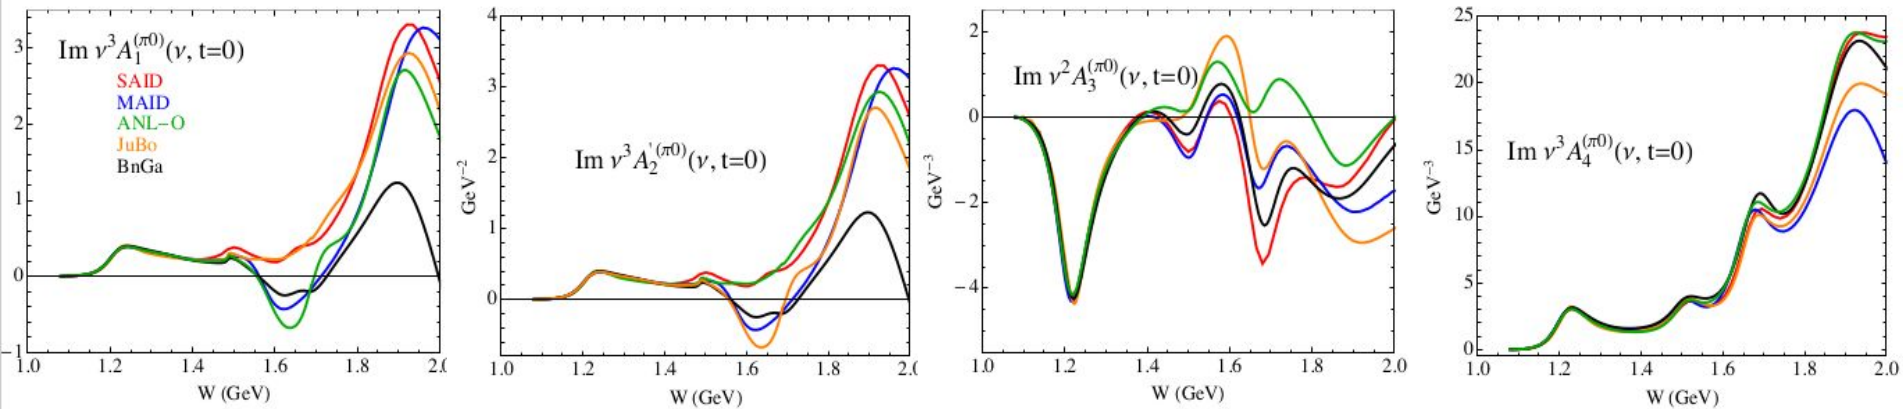 Im ν³A₁^(π0)(ν, t=0)
SAID
MAID
ANL−O
JuBo
BnGa
3
2
1
0
−1
1.0 1.2 1.4 1.6 1.8 2.0
W (GeV)
GeV⁻²
Im ν³A₂'^(π0)(ν, t=0)
4
3
2
1
0
1.0 1.2 1.4 1.6 1.8 2.0
W (GeV)
GeV⁻³
Im ν²A₃^(π0)(ν, t=0)
2
0
−2
−4
1.0 1.2 1.4 1.6 1.8 2.0
W (GeV)
GeV⁻³
Im ν³A₄^(π0)(ν, t=0)
25
20
15
10
5
0
1.0 1.2 1.4 1.6 1.8 2.0
W (GeV)